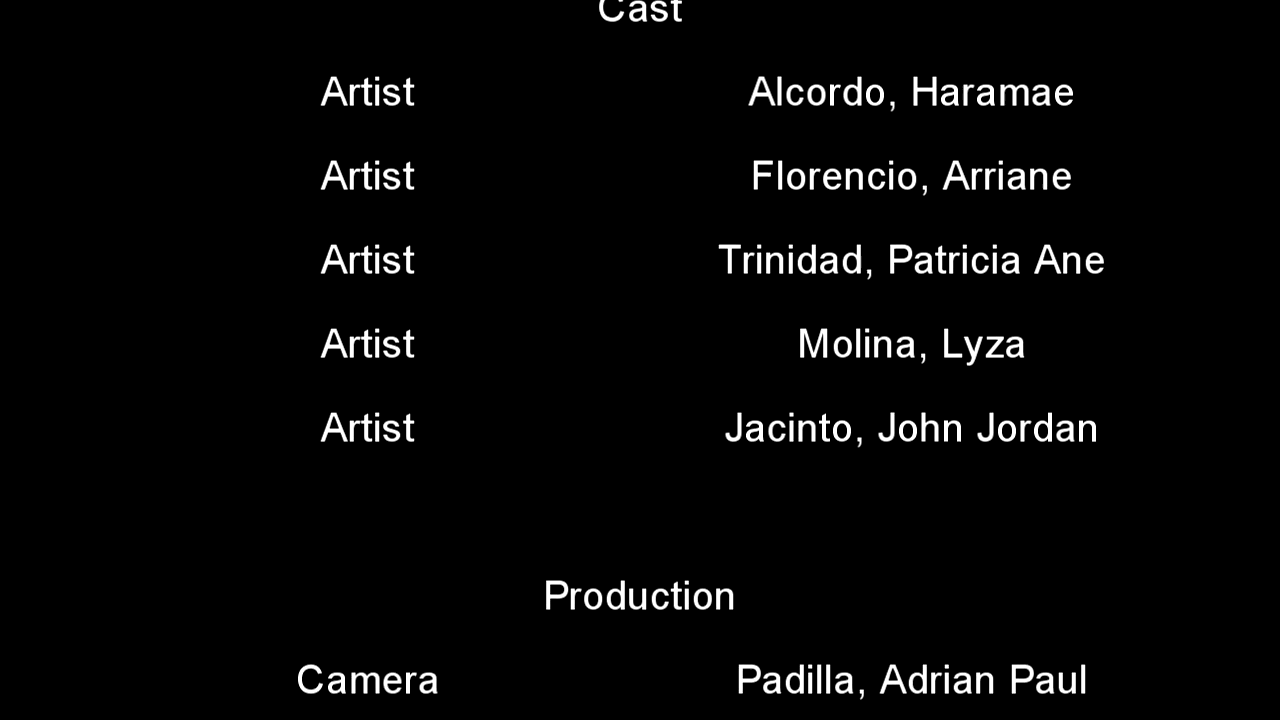 Cast
Artist Alcordo, Haramae
Artist Florencio, Arriane
Artist Trinidad, Patricia Ane
Artist Molina, Lyza
Artist Jacinto, John Jordan
Production
Camera Padilla, Adrian Paul